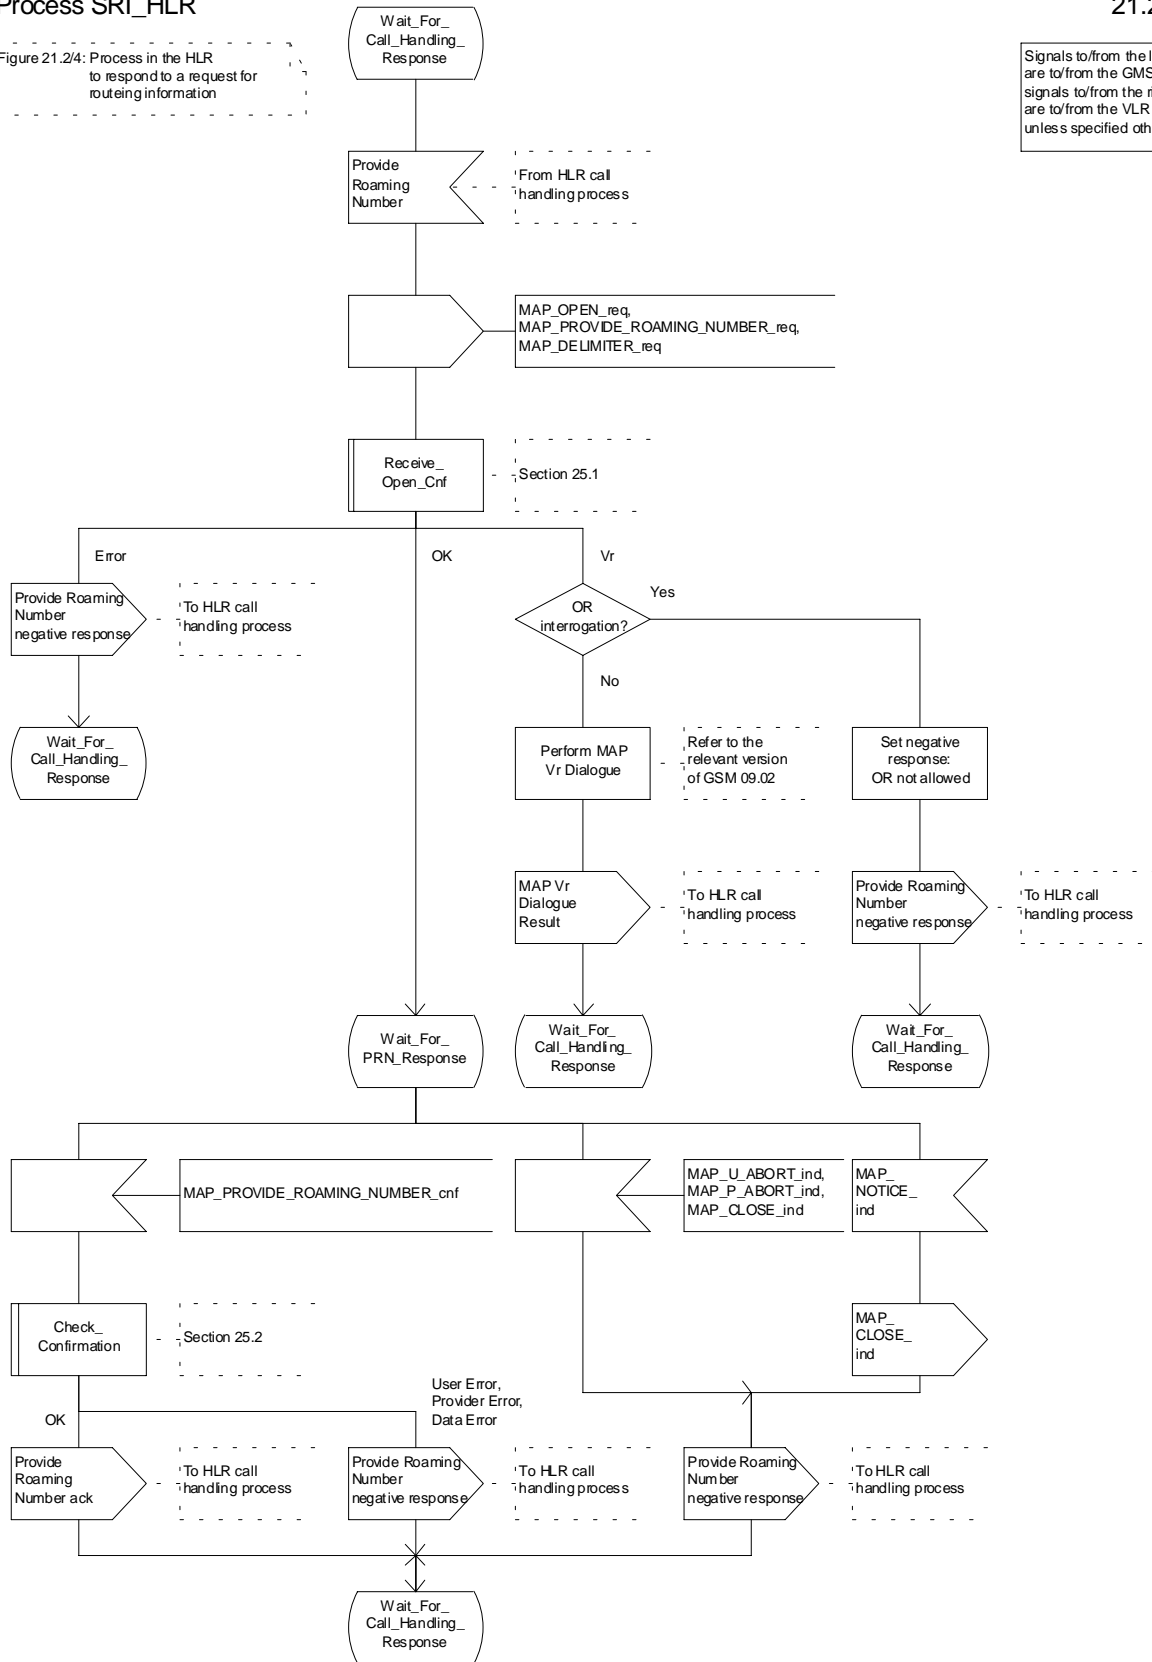 Process SRI_HLR
21.2
Figure 21.2/4: Process in the HLR
to respond to a request for
routeing information
Signals to/from the
are to/from the GMS
signals to/from the
are to/from the VLR
unless specified
Wait_For_
Call_Handling_
Response
Provide
Roaming
Number
From HLR call
handling process
MAP_OPEN_req,
MAP_PROVIDE_ROAMING_NUMBER_req,
MAP_DELIMITER_req
Receive_
Open_Cnf
Section 25.1
Error
OK
Vr
Provide Roaming
Number
negative response
To HLR call
handling process
OR
interrogation?
Yes
No
Wait_For_
Call_Handling_
Response
Perform MAP
Vr Dialogue
Refer to the
relevant version
of GSM 09.02
Set negative
response:
OR not allowed
MAP Vr
Dialogue
Result
To HLR call
handling process
Provide Roaming
Number
negative response
To HLR call
handling process
Wait_For_
PRN_Response
Wait_For_
Call_Handling_
Response
Wait_For_
Call_Handling_
Response
MAP_PROVIDE_ROAMING_NUMBER_cnf
MAP_U_ABORT_ind,
MAP_P_ABORT_ind,
MAP_CLOSE_ind
MAP_
NOTICE_
ind
Check_
Confirmation
Section 25.2
MAP_
CLOSE_
ind
OK
User Error,
Provider Error,
Data Error
Provide
Roaming
Number ack
To HLR call
handling process
Provide Roaming
Number
negative response
To HLR call
handling process
Provide Roaming
Number
negative response
To HLR call
handling process
Wait_For_
Call_Handling_
Response